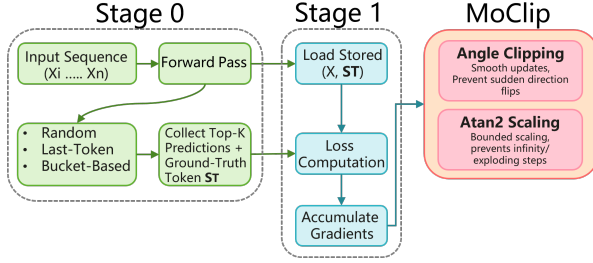 Stage 0
Input Sequence
(Xi ..... Xn)
Forward Pass
• Random
• Last-Token
• Bucket-Based
Collect Top-K
Predictions +
Ground-Truth
Token ST
Stage 1
Load Stored
(X, ST)
Loss
Computation
Accumulate
Gradients
MoClip
Angle Clipping
Smooth updates,
Prevent sudden direction
flips
Atan2 Scaling
Bounded scaling,
prevents infinity/
exploding steps